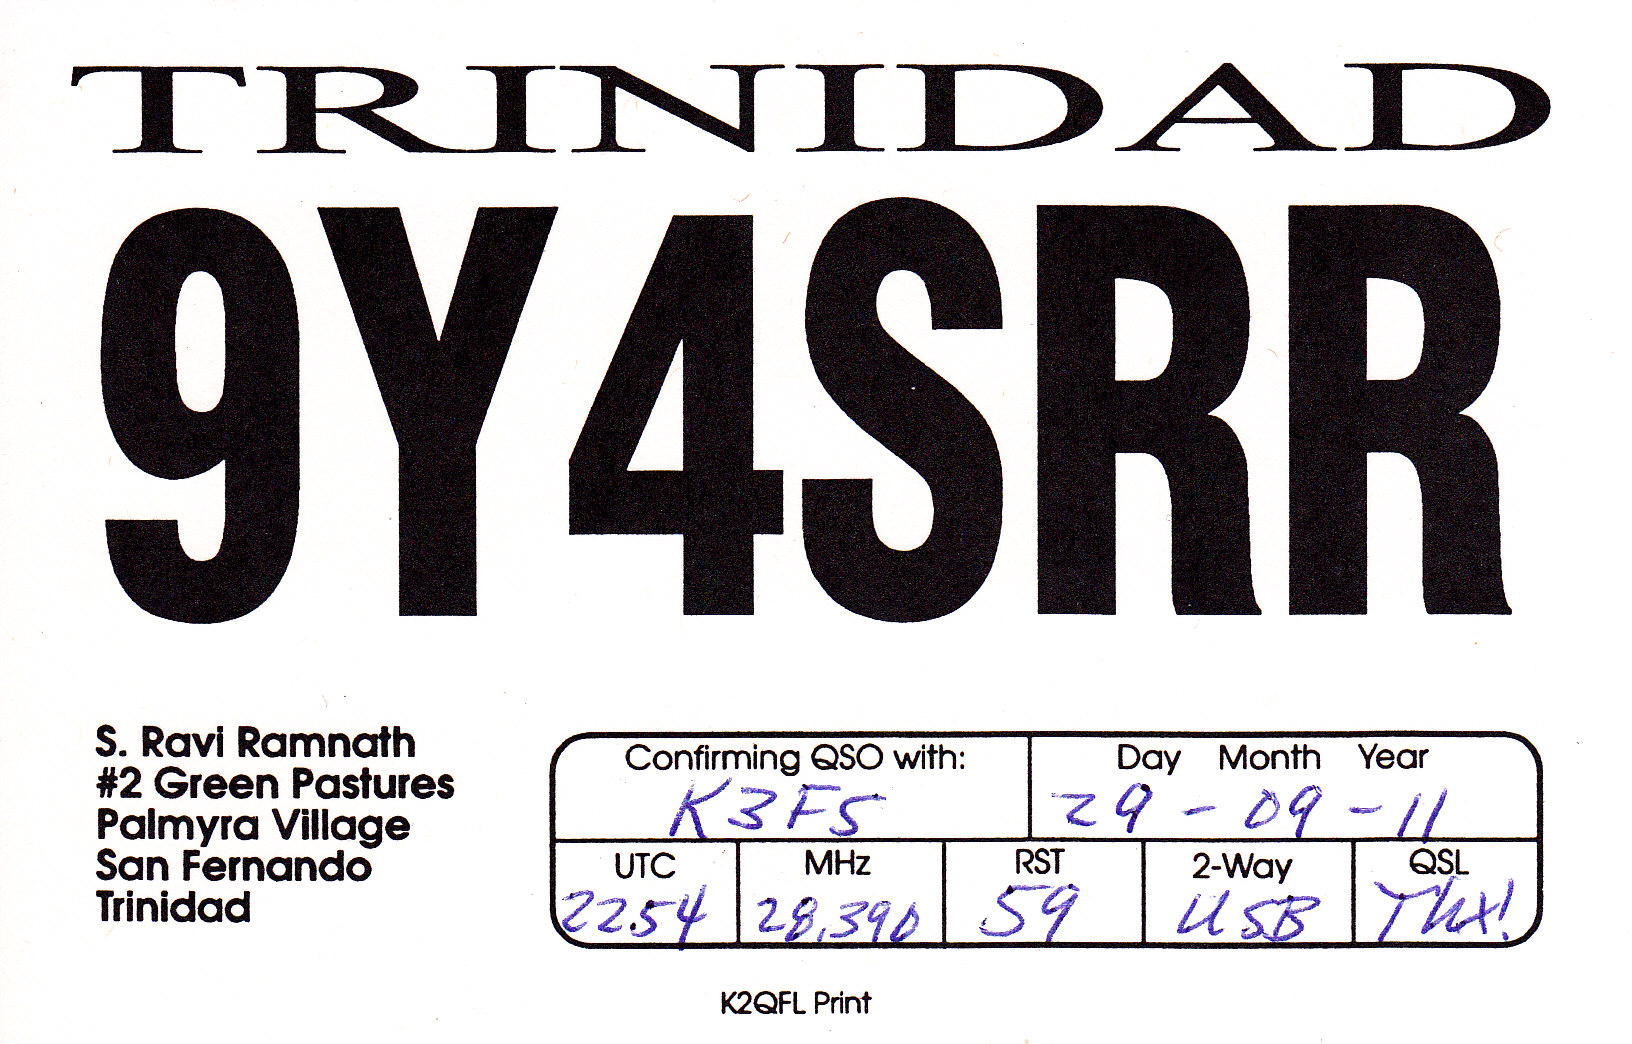 TRINIDAD
9Y4SRR
S. Ravi Ramnath
#2 Green Pastures
Palmyra Village
San Fernando
Trinidad
Confirming QSO with:
K3FS
Day Month Year
29-09-11
UTC
2254
MHz
28.390
RST
59
2-Way
USB
QSL
Thx!
K2QFL Print